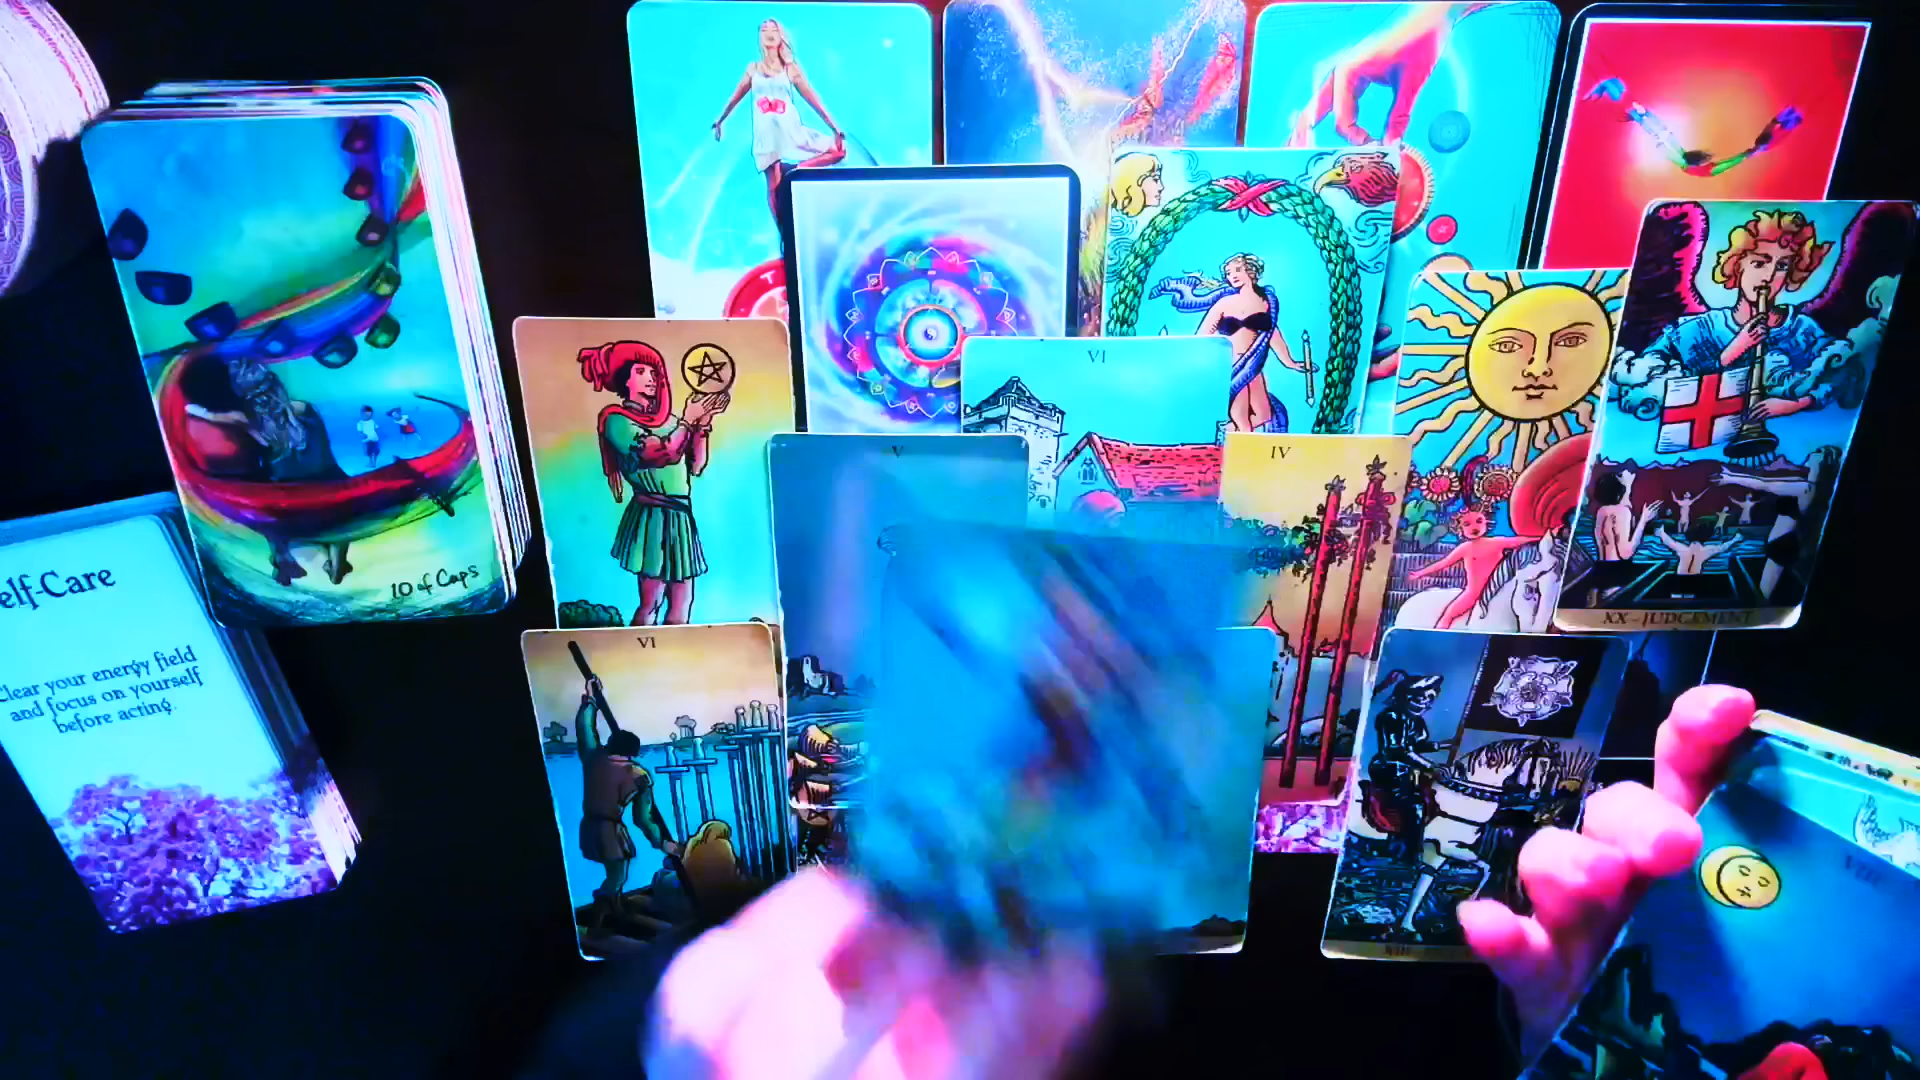 VI
V
IV
10 of Cups
elf-Care
Clear your energy field
and focus on yourself
before acting.
XX - JUDGEMENT
VI